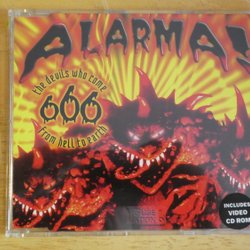 ALARMA!
the devils who come
666
from hell to earth
INCLUDES
VIDEO
CD ROM